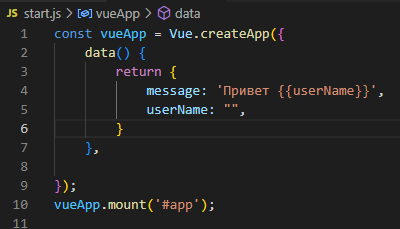 JS start.js > vueApp > data
1 const vueApp = Vue.createApp({
2     data() {
3         return {
4             message: 'Привет {{userName}}',
5             userName: "",
6         }
7     },
8
9 });
10 vueApp.mount('#app');
11